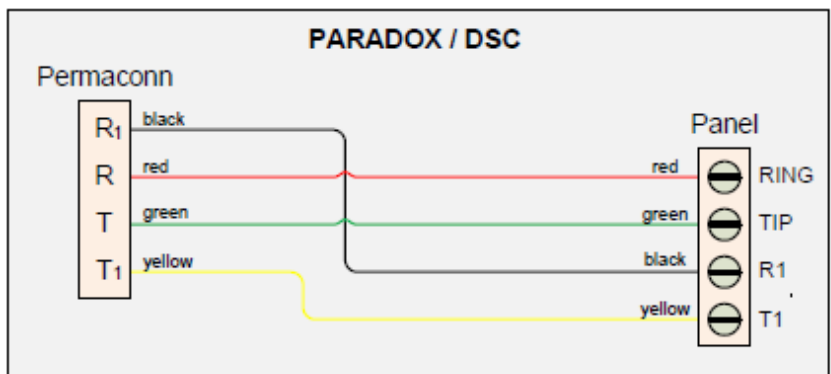 PARADOX / DSC
Permaconn
Panel
R1 black
R red red RING
T green green TIP
black R1
T1 yellow
yellow T1